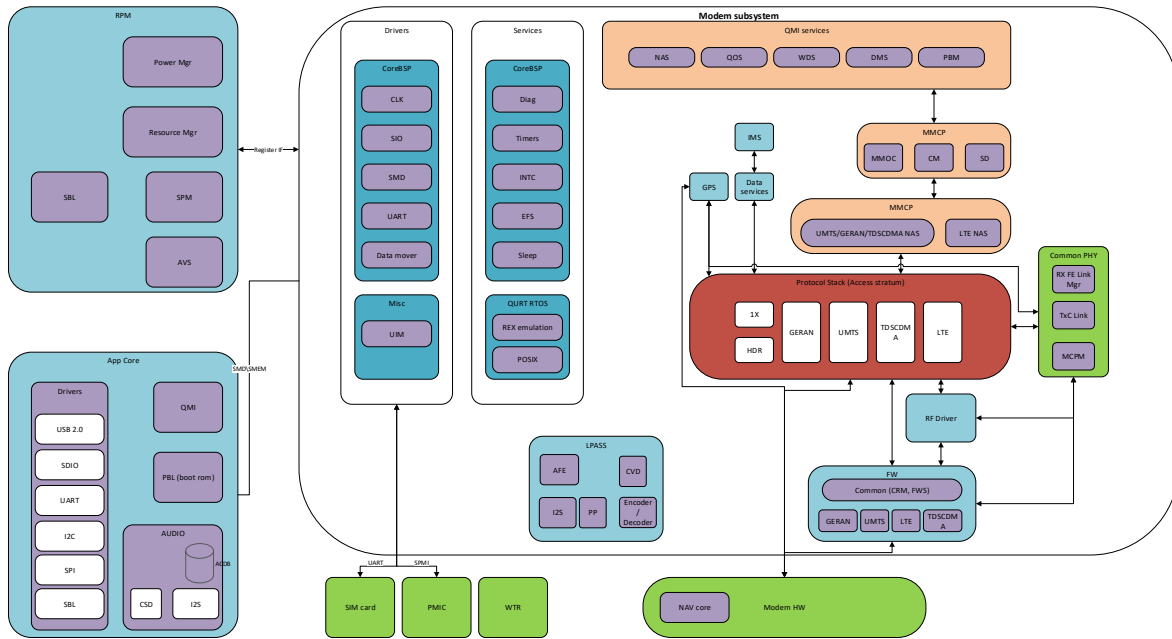 RPM
Power Mgr
Resource Mgr
SBL
SPM
AVS
Register IF
SMD\SMEM
App Core
Drivers
USB 2.0
SDIO
UART
I2C
SPI
SBL
QMI
PBL (boot rom)
AUDIO
ACDB
CSD
I2S
Modem subsystem
Drivers
CoreBSP
CLK
SIO
SMD
UART
Data mover
Misc
UIM
Services
CoreBSP
Diag
Timers
INTC
EFS
Sleep
QURT RTOS
REX emulation
POSIX
QMI services
NAS
QOS
WDS
DMS
PBM
MMCP
MMOC
CM
SD
IMS
GPS
Data
services
MMCP
UMTS/GERAN/TDSCDMA NAS
LTE NAS
Common PHY
RX FE Link
Mgr
TxC Link
MCPM
Protocol Stack (Access stratum)
1X
HDR
GERAN
UMTS
TDSCDM
A
LTE
RF Driver
LPASS
AFE
CVD
I2S
PP
Encoder
/
Decoder
FW
Common (CRM, FWS)
GERAN
UMTS
LTE
TDSCDM
A
UART
SPMI
SIM card
PMIC
WTR
NAV core
Modem HW